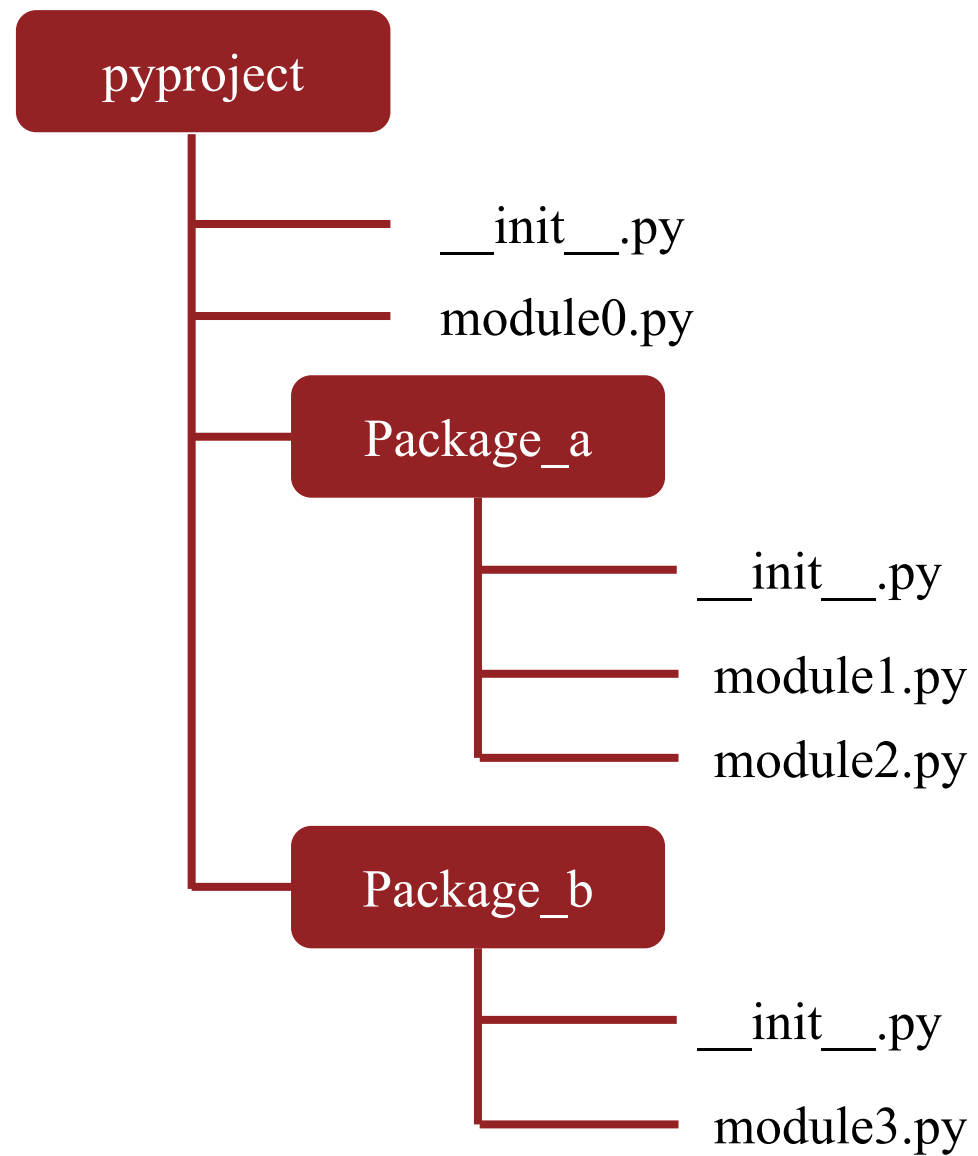 pyproject
__init__.py
module0.py
Package_a
__init__.py
module1.py
module2.py
Package_b
__init__.py
module3.py